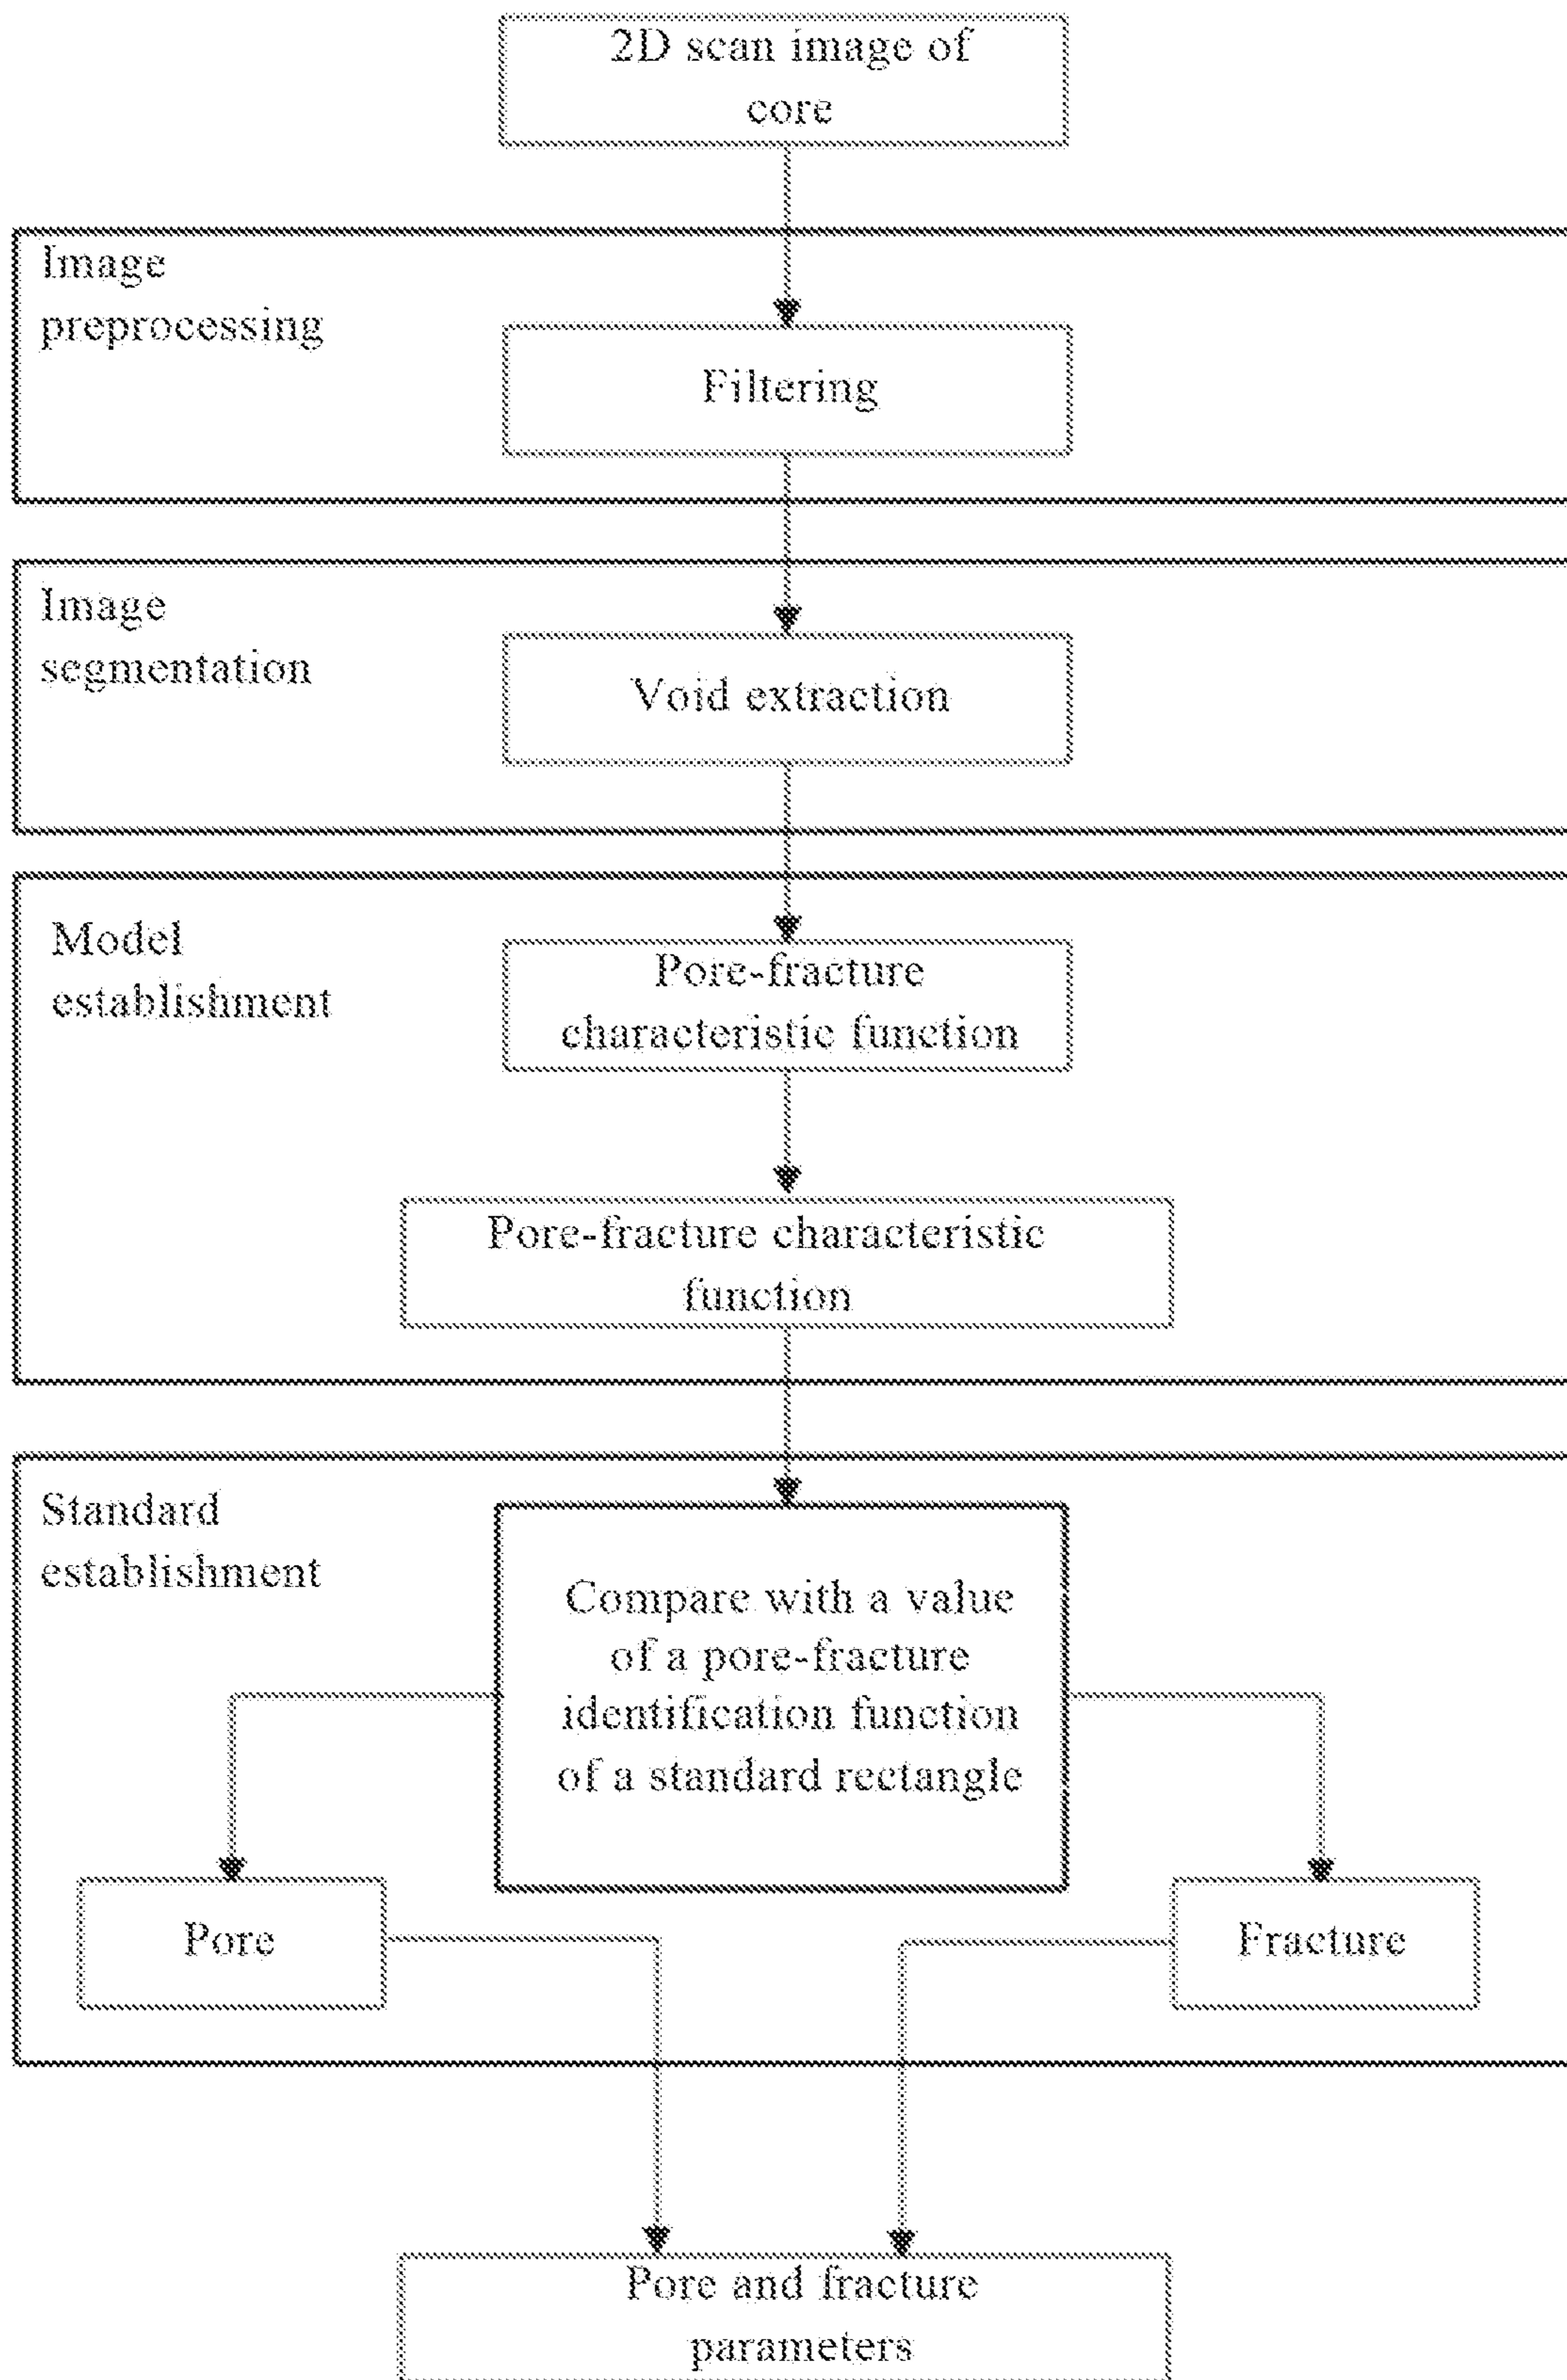 2D scan image of
core
Image
preprocessing
Filtering
Image
segmentation
Void extraction
Model
establishment
Pore-fracture
characteristic function
Pore-fracture characteristic
function
Standard
establishment
Compare with a value
of a pore-fracture
identification function
of a standard rectangle
Pore
Fracture
Pore and fracture
parameters